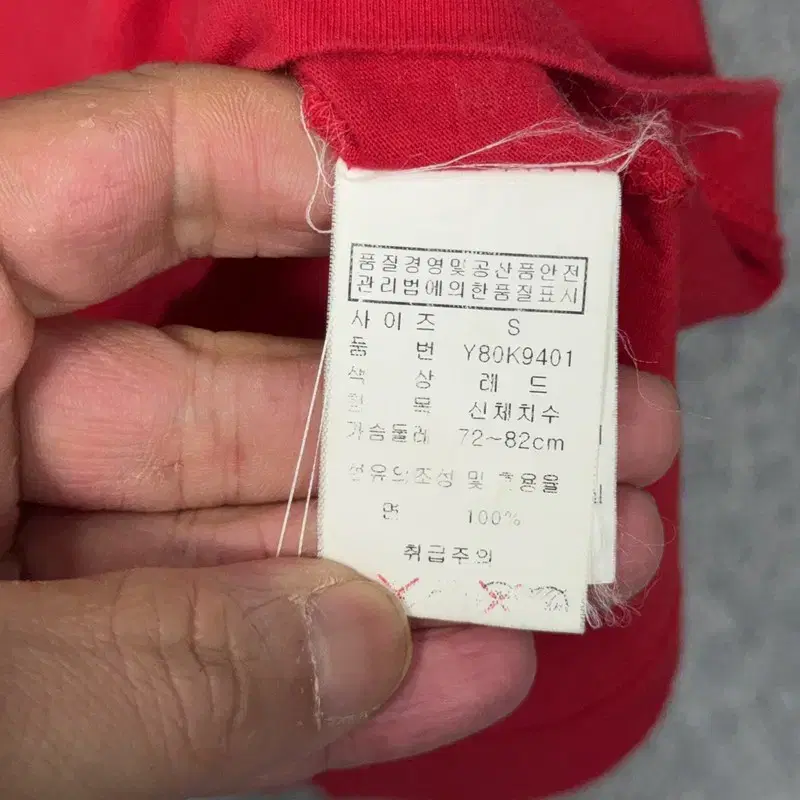 품질경영및공산품안전
관리법에의한품질표시
사이즈 S
품 번 Y80K9401
색 상 레 드
항 목 신체치수
가슴둘레 72~82cm
섬유의조성 및 혼용율
면 100%
취급주의